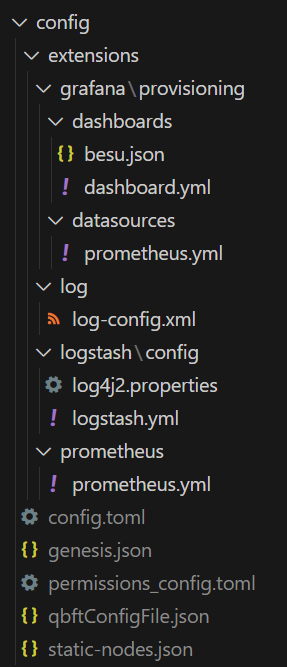 config
extensions
grafana\provisioning
dashboards
besu.json
dashboard.yml
datasources
prometheus.yml
log
log-config.xml
logstash\config
log4j2.properties
logstash.yml
prometheus
prometheus.yml
config.toml
genesis.json
permissions_config.toml
qbftConfigFile.json
static-nodes.json